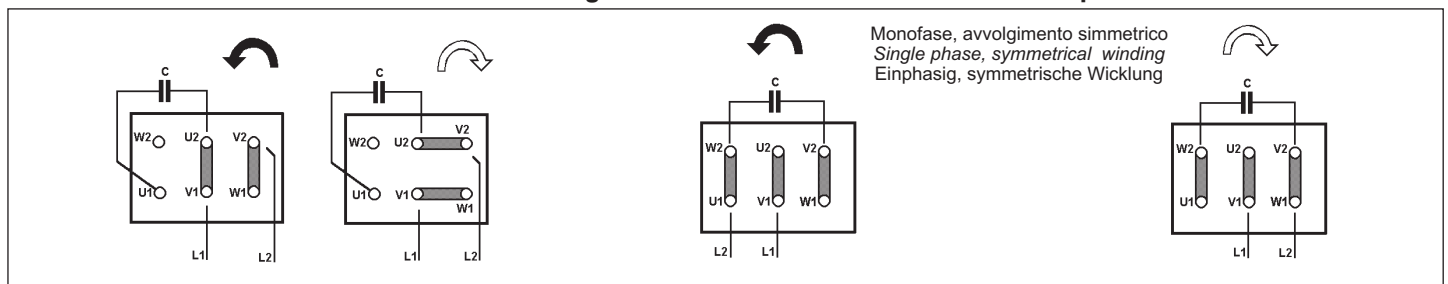 Monofase, avvolgimento simmetrico
Single phase, symmetrical winding
Einphasig, symmetrische Wicklung
C
W2 U2 V2
U1 V1 W1
L1 L2
C
W2 U2 V2
U1 V1 W1
L1 L2
C
W2 U2 V2
U1 V1 W1
L2 L1
C
W2 U2 V2
U1 V1 W1
L1 L2